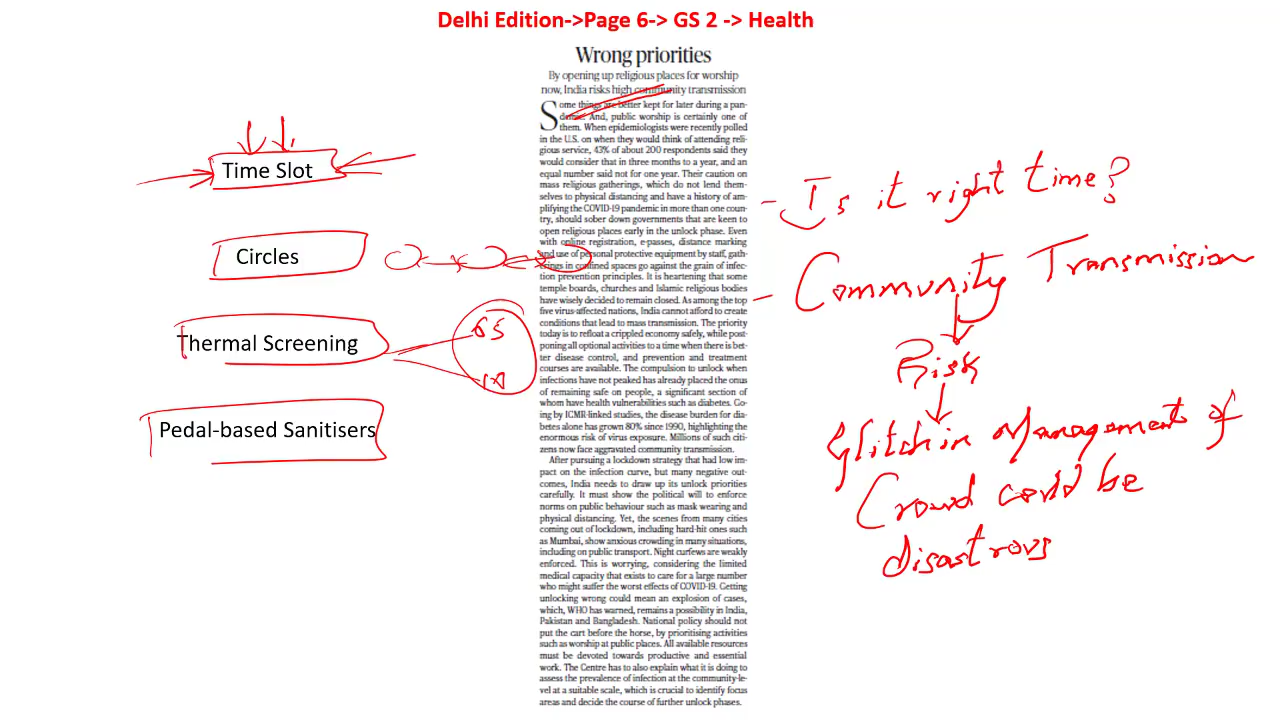 Delhi Edition->Page 6-> GS 2 -> Health
Wrong priorities
By opening up religious places for worship
now, India risks high community transmission
Some things are better kept for later during a pan-
demic. And, public worship is certainly one of
them. When epidemiologists were recently polled
in the U.S. on when they would think of attending reli-
gious service, 43% of about 200 respondents said they
would consider that in three months to a year, and an
equal number said not for one year. Their caution on
mass religious gatherings, which do not lend them-
selves to physical distancing and have a history of am-
plifying the COVID-19 pandemic in more than one coun-
try, should sober down governments that are keen to
open religious places early in the unlock phase. Even
with online registration, e-passes, distance marking
and use of personal protective equipment by staff, gath-
erings in confined spaces go against the grain of infec-
tion prevention principles. It is heartening that some
temple boards, churches and Islamic religious bodies
have wisely decided to remain closed. As among the top
five virus-affected nations, India cannot afford to create
conditions that lead to mass transmission. The priority
today is to refloat a crippled economy safely, while post-
poning all optional activities to a time when there is bet-
ter disease control, and prevention and treatment
courses are available. The compulsion to unlock when
infections have not peaked has already placed the onus
of remaining safe on people, a significant section of
whom have health vulnerabilities such as diabetes. Go-
ing by ICMR-linked studies, the disease burden for dia-
betes alone has grown 80% since 1990, highlighting the
enormous risk of virus exposure. Millions of such citi-
zens now face aggravated community transmission.
After pursuing a lockdown strategy that had low im-
pact on the infection curve, but many negative out-
comes, India needs to draw up its unlock priorities
carefully. It must show the political will to enforce
norms on public behaviour such as mask wearing and
physical distancing. Yet, the scenes from many cities
coming out of lockdown, including hard-hit ones such
as Mumbai, show anxious crowding in many situations,
including on public transport. Night curfews are weakly
enforced. This is worrying, considering the limited
medical capacity that exists to care for a large number
who might suffer the worst effects of COVID-19. Getting
unlocking wrong could mean an explosion of cases,
which, WHO has warned, remains a possibility in India,
Pakistan and Bangladesh. National policy should not
put the cart before the horse, by prioritising activities
such as worship at public places. All available resources
must be devoted towards productive and essential
work. The Centre has to also explain what it is doing to
assess the prevalence of infection at the community-le-
vel at a suitable scale, which is crucial to identify focus
areas and decide the course of further unlock phases.
Time Slot
Circles
Thermal Screening
Pedal-based Sanitisers
65
10
- Is it right time?
- Community Transmission
Risk
Glitch in Management of
Crowd could be
disastrous